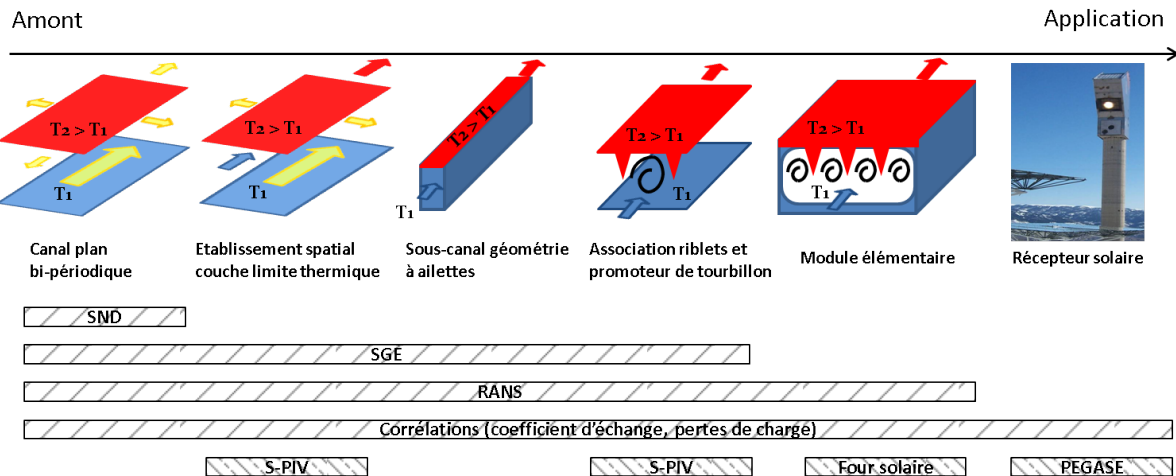 Amont
Application
T2 > T1
T1
T2 > T1
T1
T2 > T1
T1
T2 > T1
T1
T2 > T1
T1
Canal plan
bi-périodique
Etablissement spatial
couche limite thermique
Sous-canal géométrie
à ailettes
Association riblets et
promoteur de tourbillon
Module élémentaire
Récepteur solaire
SND
SGE
RANS
Corrélations (coefficient d'échange, pertes de charge)
S-PIV
S-PIV
Four solaire
PEGASE